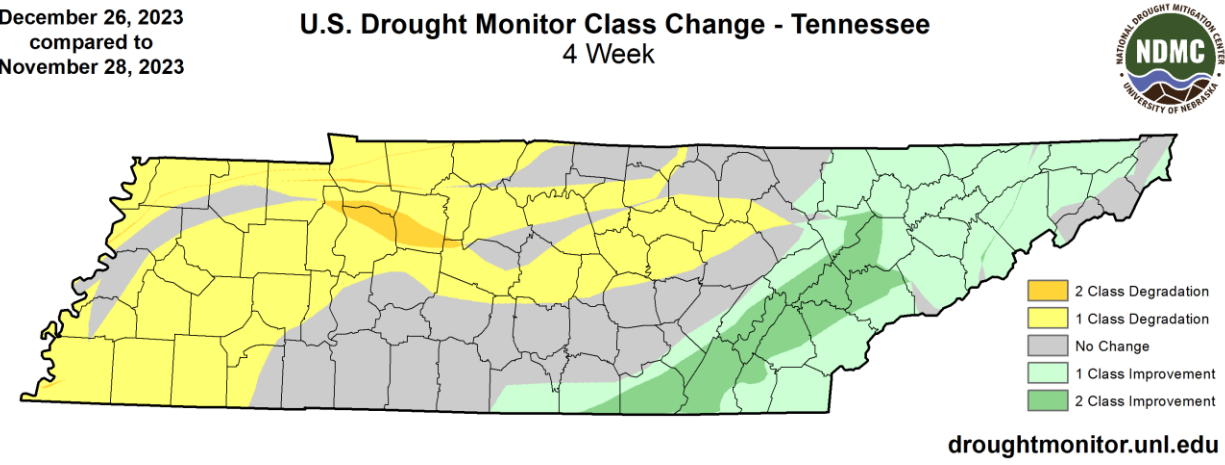 December 26, 2023
compared to
November 28, 2023
U.S. Drought Monitor Class Change - Tennessee
4 Week
NATIONAL DROUGHT MITIGATION CENTER
NDMC
UNIVERSITY OF NEBRASKA
2 Class Degradation
1 Class Degradation
No Change
1 Class Improvement
2 Class Improvement
droughtmonitor.unl.edu